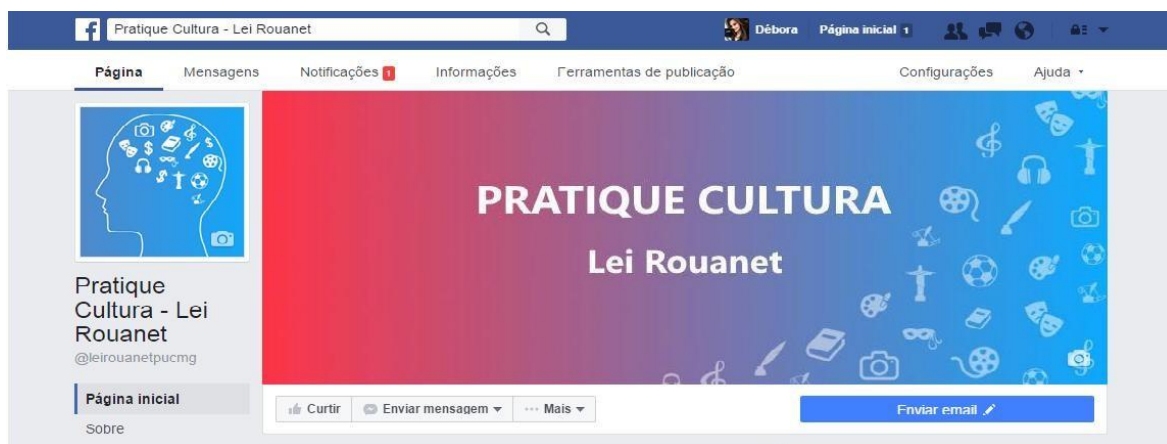 Pratique Cultura - Lei Rouanet
Débora
Página inicial 1
Página
Mensagens
Notificações 1
Informações
Ferramentas de publicação
Configurações
Ajuda
PRATIQUE CULTURA
Lei Rouanet
Pratique
Cultura - Lei
Rouanet
@leirouanetpucmg
Página inicial
Sobre
Curtir
Enviar mensagem
Mais
Enviar email